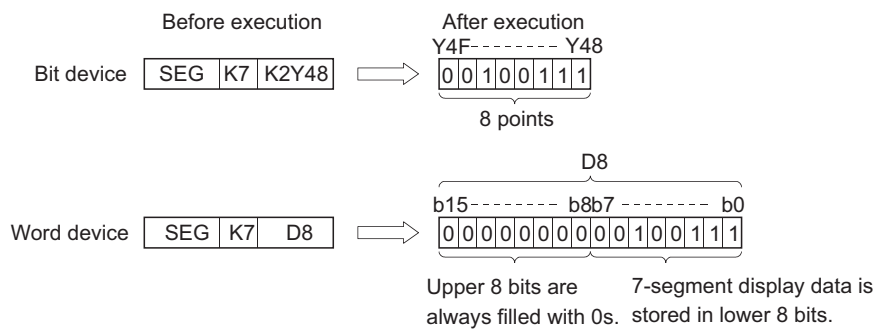 Before execution After execution
Y4F-------- Y48
Bit device SEG K7 K2Y48 0 0 1 0 0 1 1 1
8 points
D8
b15-------- b8b7 -------- b0
Word device SEG K7 D8 0 0 0 0 0 0 0 0 0 0 1 0 0 1 1 1
Upper 8 bits are 7-segment display data is
always filled with 0s. stored in lower 8 bits.